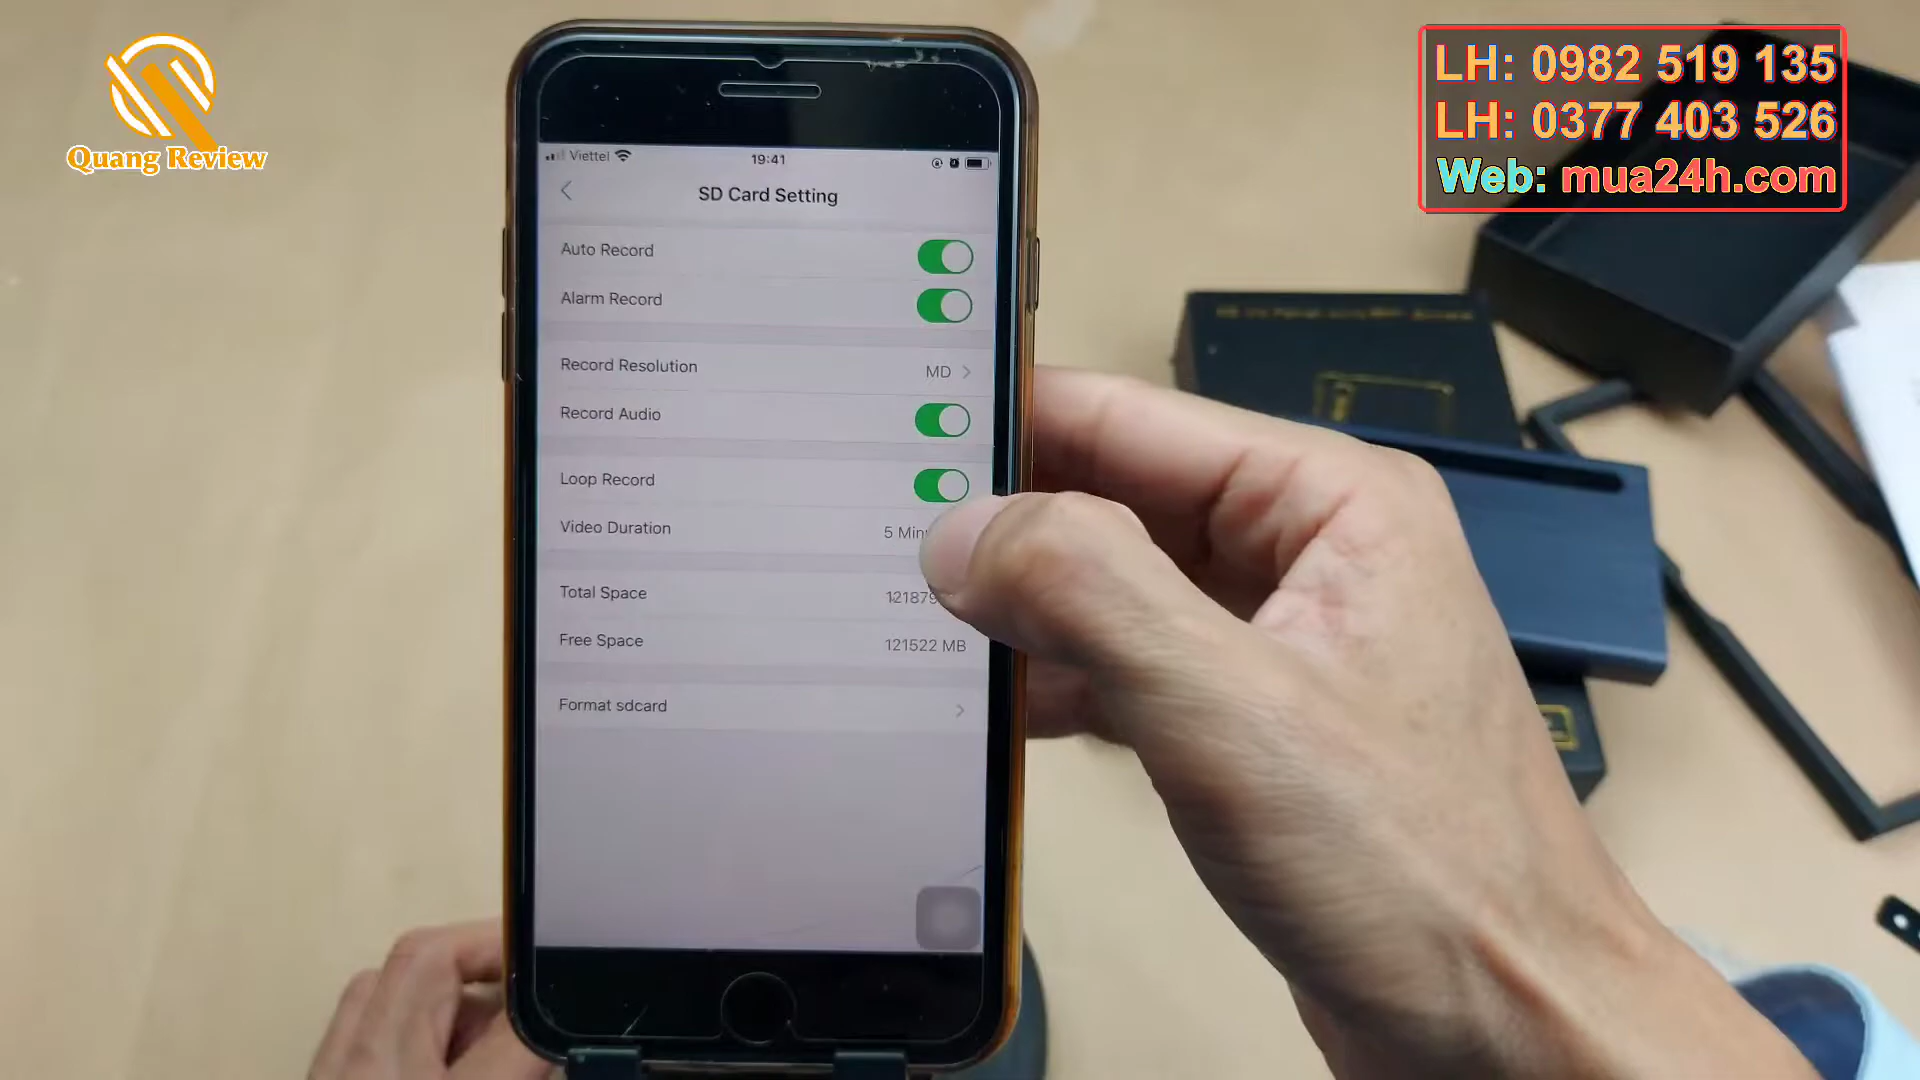 Quang Review
LH: 0982 519 135
LH: 0377 403 526
Web: mua24h.com
Viettel
19:41
SD Card Setting
Auto Record
Alarm Record
Record Resolution
MD
Record Audio
Loop Record
Video Duration
5
Total Space
Free Space
121522 MB
Format sdcard